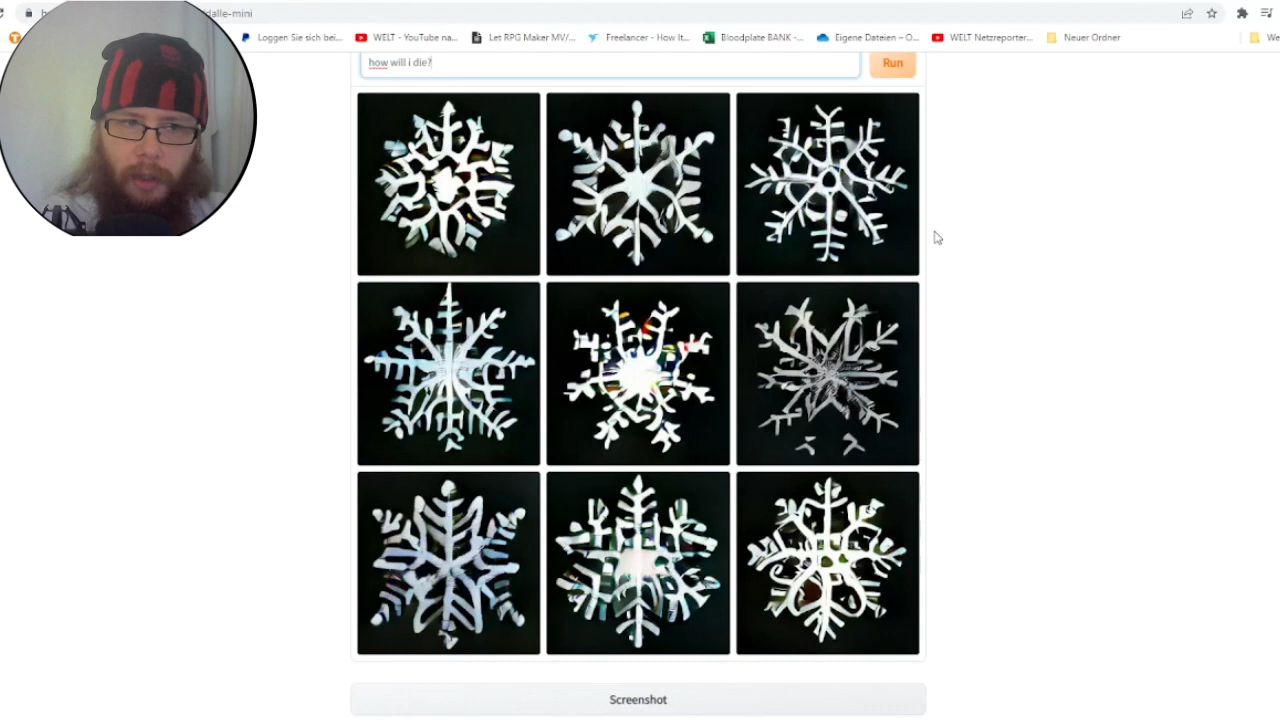 dalle-mini
Loggen Sie sich bei... WELT - YouTube na... Let RPG Maker MV/... Freelancer - How It... Bloodplate BANK -... Eigene Dateien – O... WELT Netzreporter... Neuer Ordner We
how will i die?
Run
Screenshot